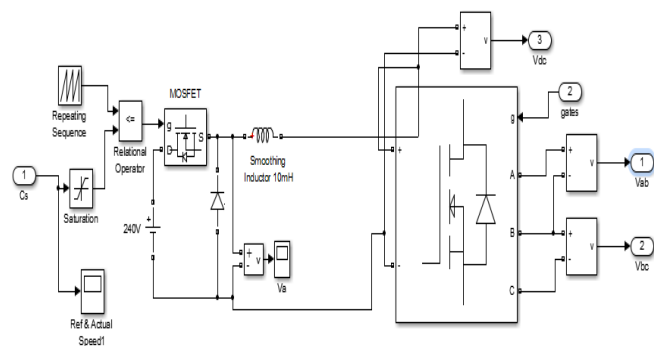 +
-
v
3
Vdc
MOSFET
Repeating
Sequence
<=
Relational
Operator
g
D
S
Smoothing
Inductor 10mH
+
-
g
2
gates
A
B
C
+
-
v
1
Vab
+
-
v
2
Vbc
1
Cs
Saturation
+
240V
+
-
v
Va
Ref & Actual
Speed1